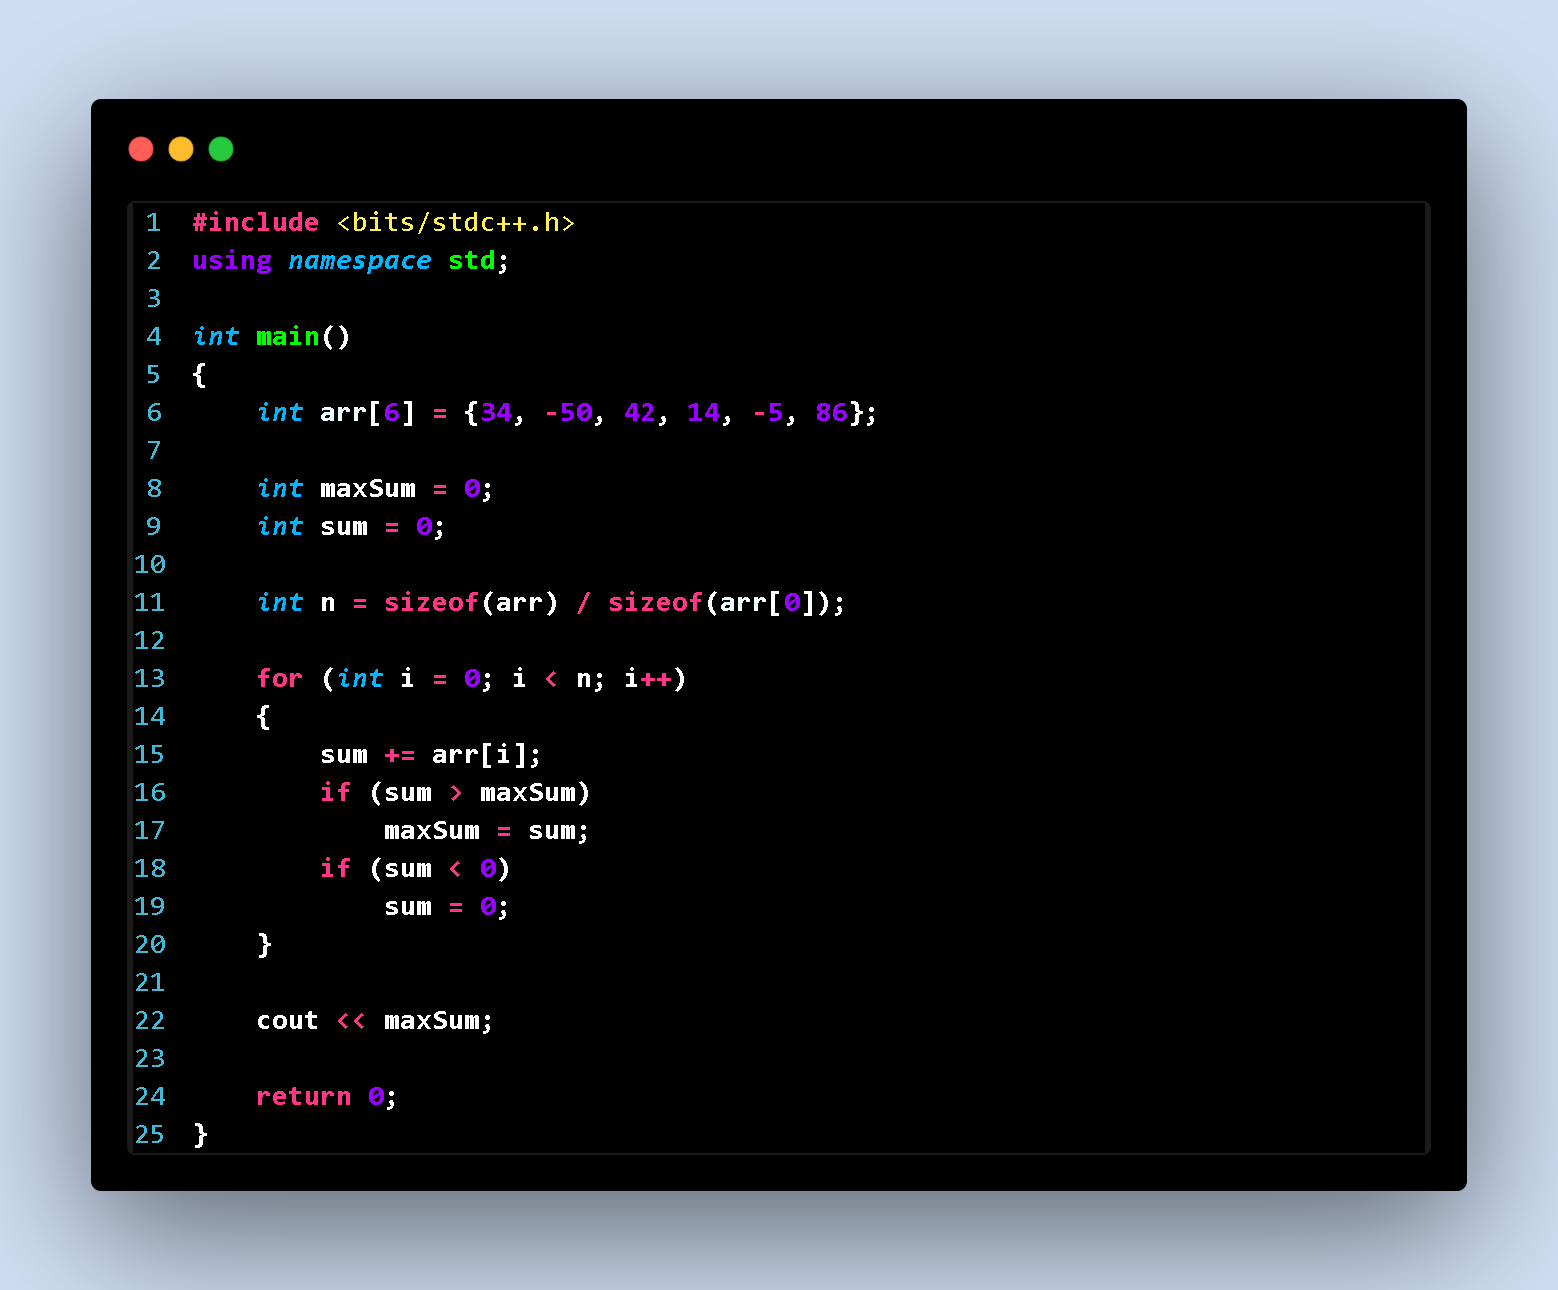 1 #include <bits/stdc++.h>
2 using namespace std;
3
4 int main()
5 {
6     int arr[6] = {34, -50, 42, 14, -5, 86};
7
8     int maxSum = 0;
9     int sum = 0;
10
11     int n = sizeof(arr) / sizeof(arr[0]);
12
13     for (int i = 0; i < n; i++)
14     {
15         sum += arr[i];
16         if (sum > maxSum)
17             maxSum = sum;
18         if (sum < 0)
19             sum = 0;
20     }
21
22     cout << maxSum;
23
24     return 0;
25 }